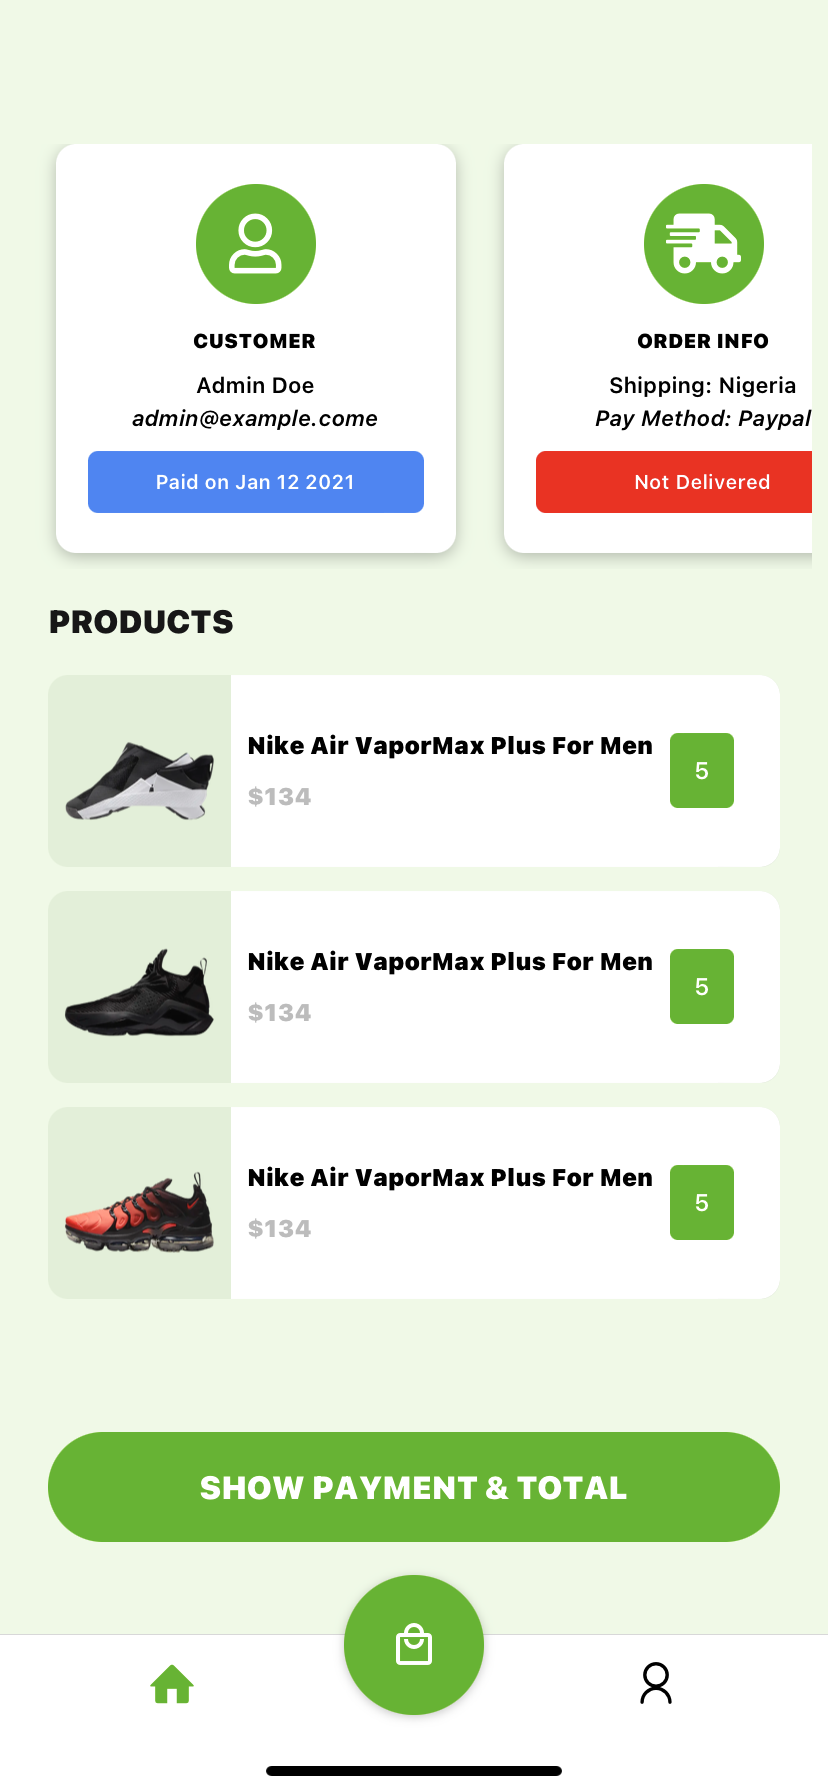 CUSTOMER
Admin Doe
admin@example.come
Paid on Jan 12 2021
ORDER INFO
Shipping: Nigeria
Pay Method: Paypal
Not Delivered
PRODUCTS
Nike Air VaporMax Plus For Men
$134
5
Nike Air VaporMax Plus For Men
$134
5
Nike Air VaporMax Plus For Men
$134
5
SHOW PAYMENT & TOTAL